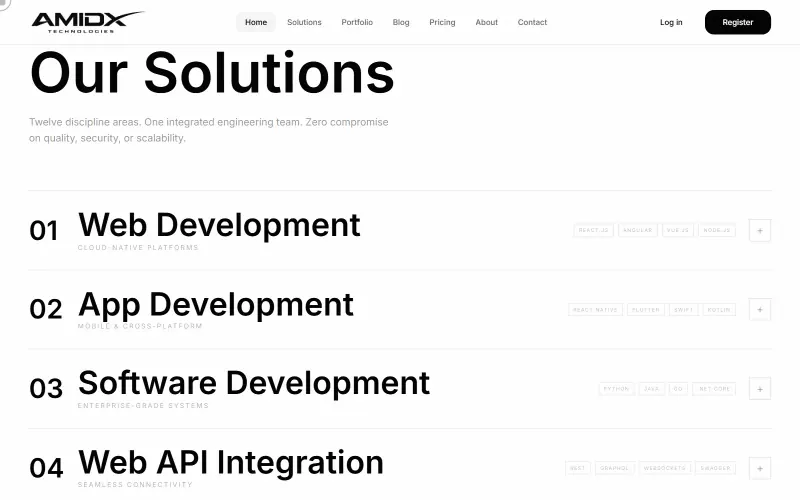 AMIDX
TECHNOLOGIES
Home Solutions Portfolio Blog Pricing About Contact Log in Register
Our Solutions
Twelve discipline areas. One integrated engineering team. Zero compromise
on quality, security, or scalability.
01 Web Development
CLOUD-NATIVE PLATFORMS
REACT.JS ANGULAR VUE.JS NODE.JS +
02 App Development
MOBILE & CROSS-PLATFORM
REACT NATIVE FLUTTER SWIFT KOTLIN +
03 Software Development
ENTERPRISE-GRADE SYSTEMS
PYTHON JAVA GO .NET CORE +
04 Web API Integration
SEAMLESS CONNECTIVITY
REST GRAPHQL WEBSOCKETS SWAGGER +